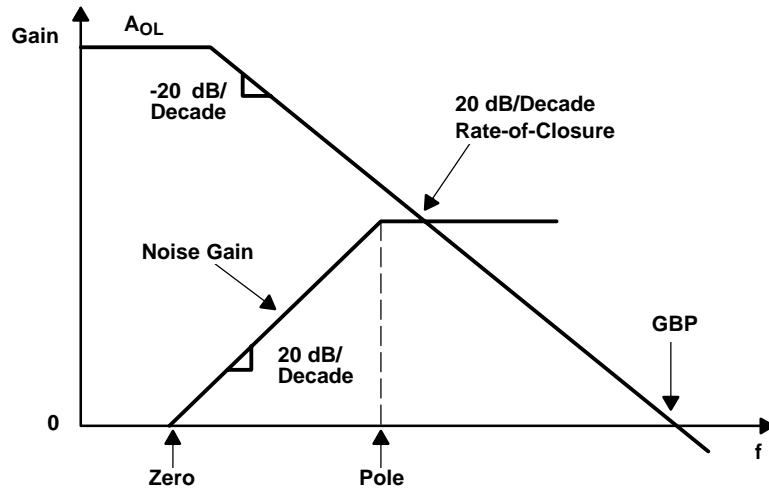 Gain
AOL
-20 dB/
Decade
20 dB/Decade
Rate-of-Closure
Noise Gain
GBP
20 dB/
Decade
0
f
Zero
Pole